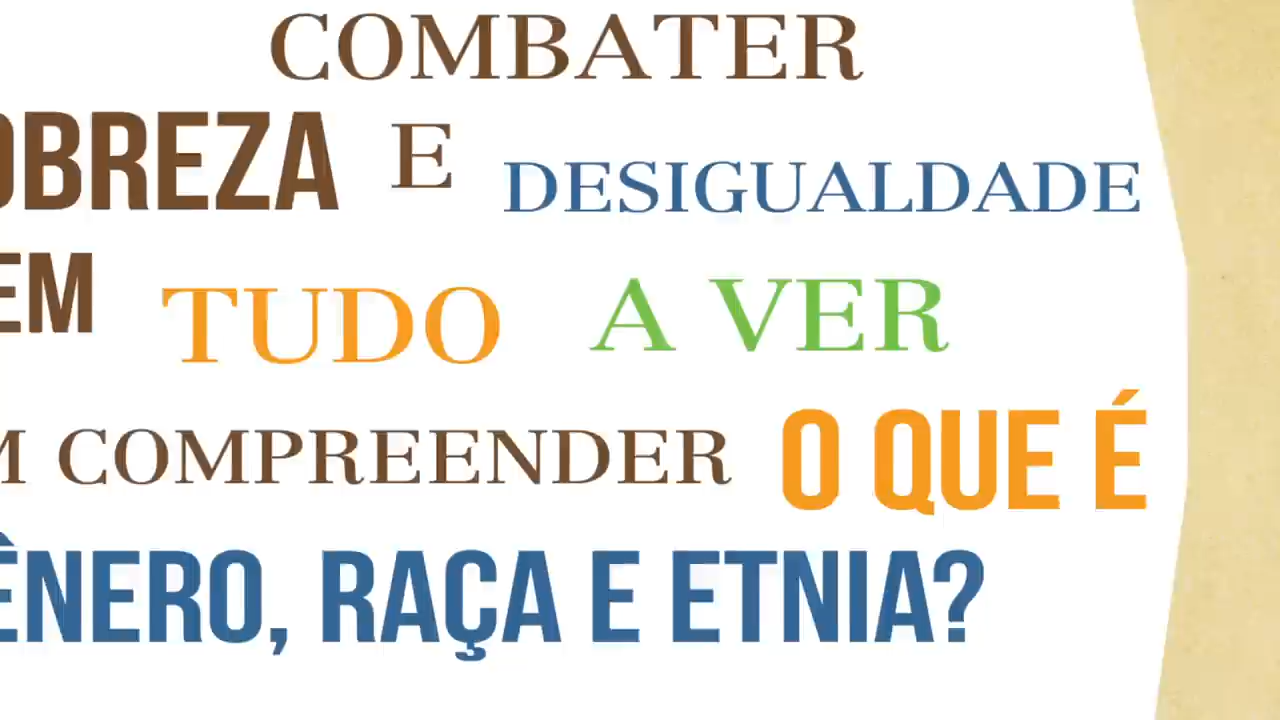 COMBATER
OBREZA E DESIGUALDADE
EM TUDO A VER
M COMPREENDER O QUE É
ÊNERO, RAÇA E ETNIA?